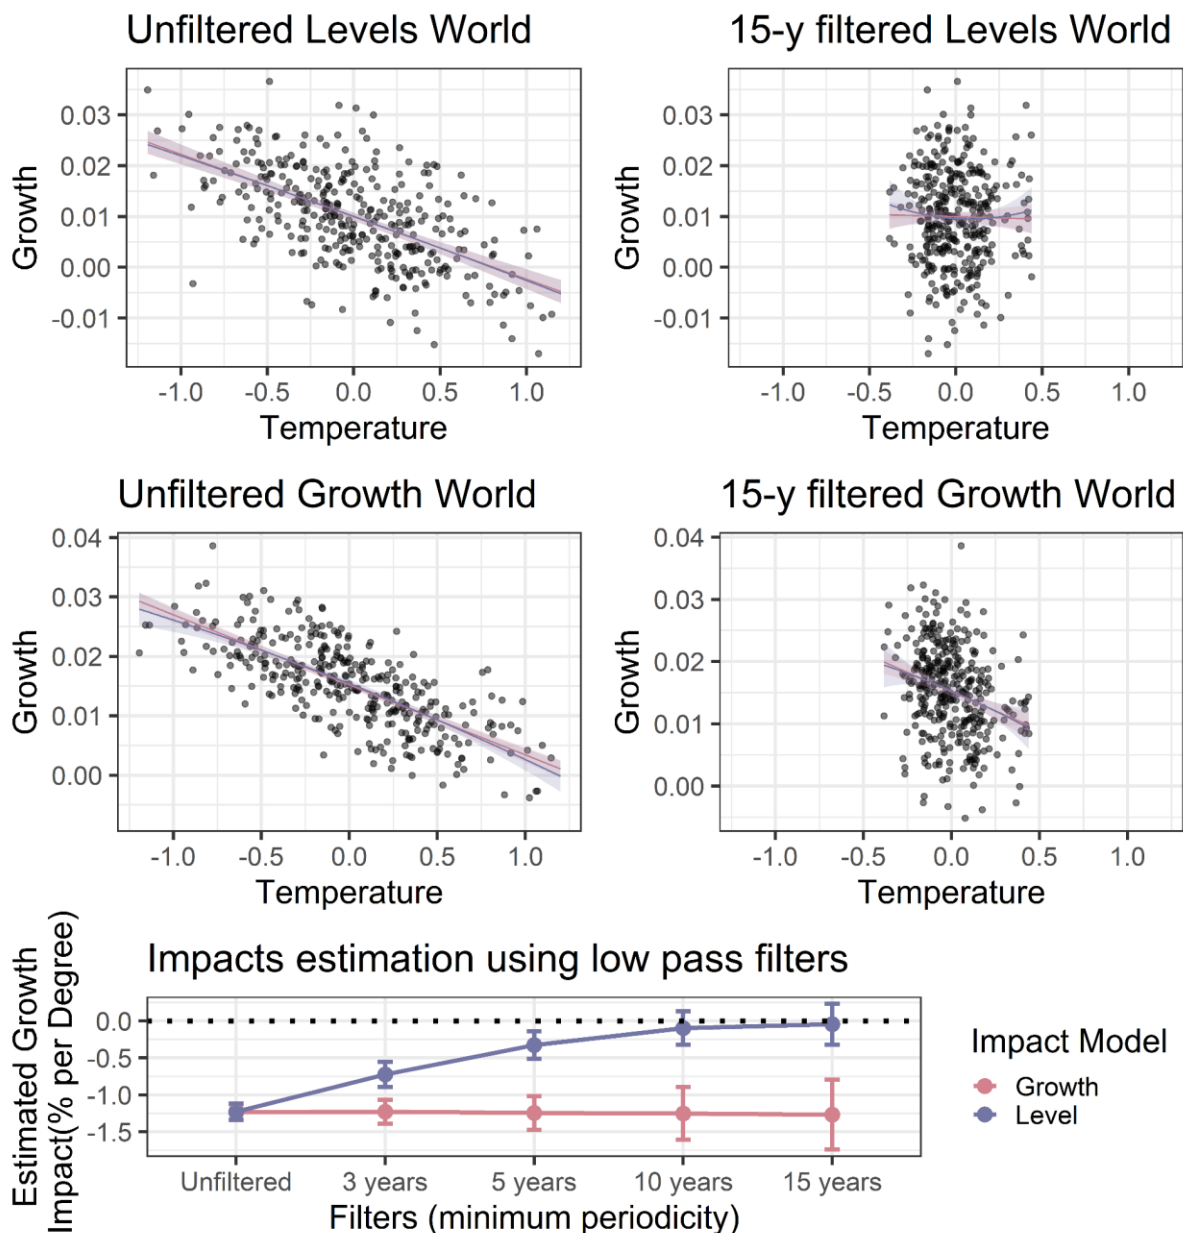 Unfiltered Levels World
15-y filtered Levels World
Growth
0.03
0.02
0.01
0.00
-0.01
-1.0 -0.5 0.0 0.5 1.0
Temperature
Growth
0.03
0.02
0.01
0.00
-0.01
-1.0 -0.5 0.0 0.5 1.0
Temperature
Unfiltered Growth World
15-y filtered Growth World
Growth
0.04
0.03
0.02
0.01
0.00
-1.0 -0.5 0.0 0.5 1.0
Temperature
Growth
0.04
0.03
0.02
0.01
0.00
-1.0 -0.5 0.0 0.5 1.0
Temperature
Impacts estimation using low pass filters
Estimated Growth
Impact(% per Degree)
0.0
-0.5
-1.0
-1.5
Unfiltered 3 years 5 years 10 years 15 years
Filters (minimum periodicity)
Impact Model
Growth
Level